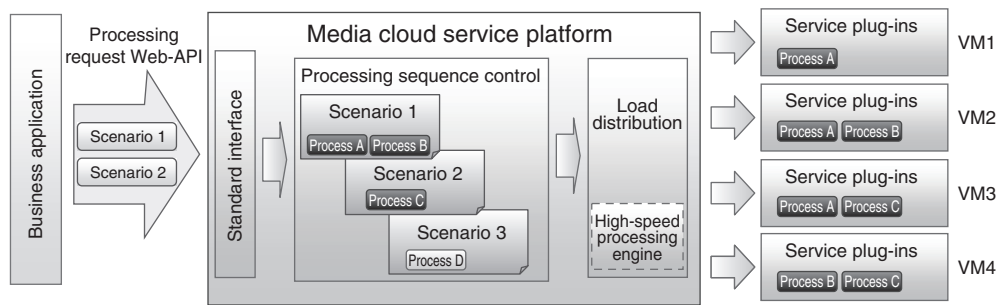 Business application
Processing
request Web-API
Scenario 1
Scenario 2
Media cloud service platform
Standard interface
Processing sequence control
Scenario 1
Process A
Process B
Scenario 2
Process C
Scenario 3
Process D
Load
distribution
High-speed
processing
engine
Service plug-ins
Process A
VM1
Service plug-ins
Process A
Process B
VM2
Service plug-ins
Process A
Process C
VM3
Service plug-ins
Process B
Process C
VM4